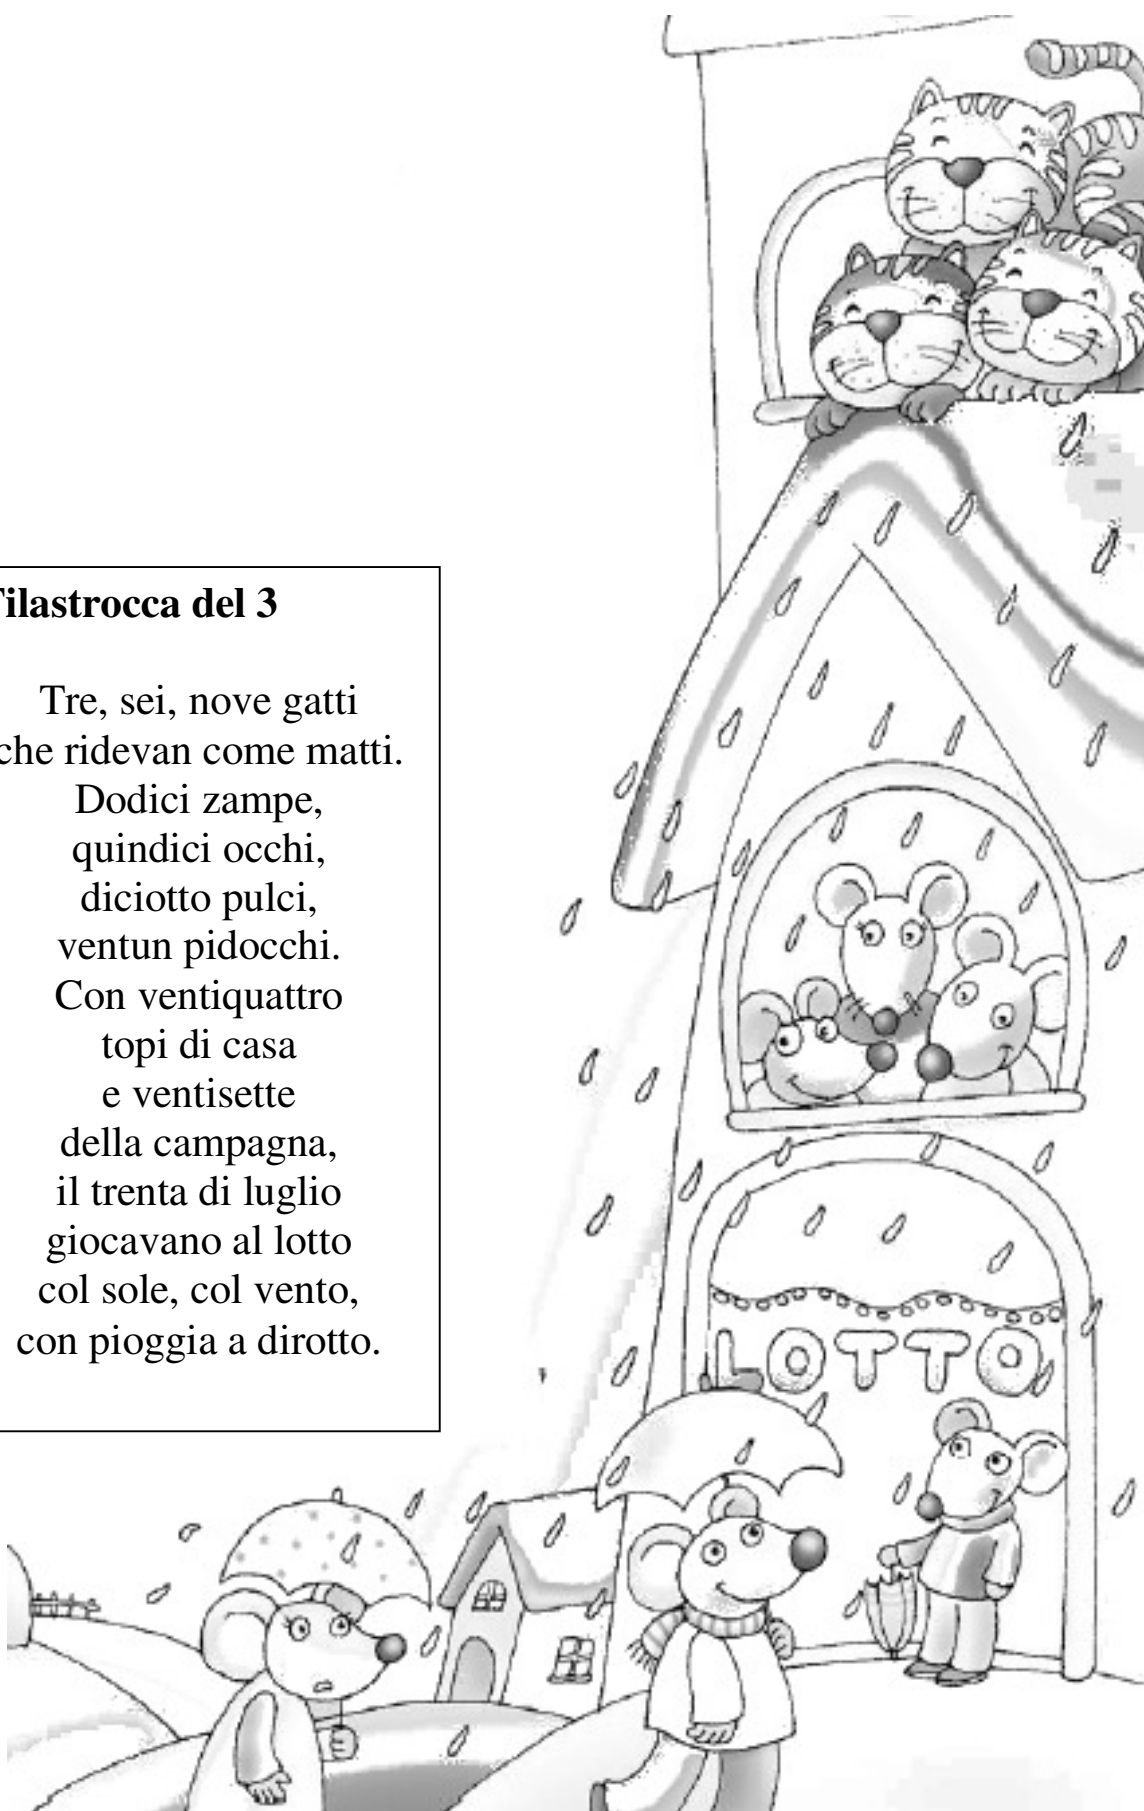 Filastrocca del 3
Tre, sei, nove gatti
che ridevan come matti.
Dodici zampe,
quindici occhi,
diciotto pulci,
ventun pidocchi.
Con ventiquattro
topi di casa
e ventisette
della campagna,
il trenta di luglio
giocavano al lotto
col sole, col vento,
con pioggia a dirotto.
LOTTO